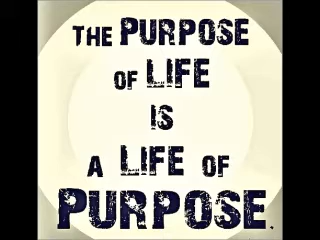 THE PURPOSE
OF LIFE
IS
A LIFE OF
PURPOSE.